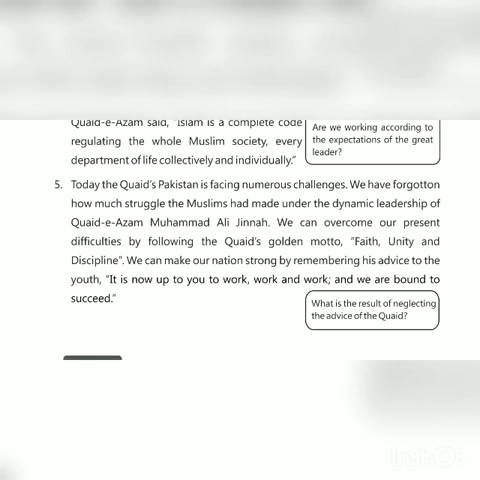 Quaid-e-Azam said, "Islam is a complete code
regulating the whole Muslim society, every
department of life collectively and individually."
Are we working according to
the expectations of the great
leader?
5. Today the Quaid's Pakistan is facing numerous challenges. We have forgotton
how much struggle the Muslims had made under the dynamic leadership of
Quaid-e-Azam Muhammad Ali Jinnah. We can overcome our present
difficulties by following the Quaid's golden motto, "Faith, Unity and
Discipline". We can make our nation strong by remembering his advice to the
youth, "It is now up to you to work, work and work; and we are bound to
succeed."
What is the result of neglecting
the advice of the Quaid?
InShOt